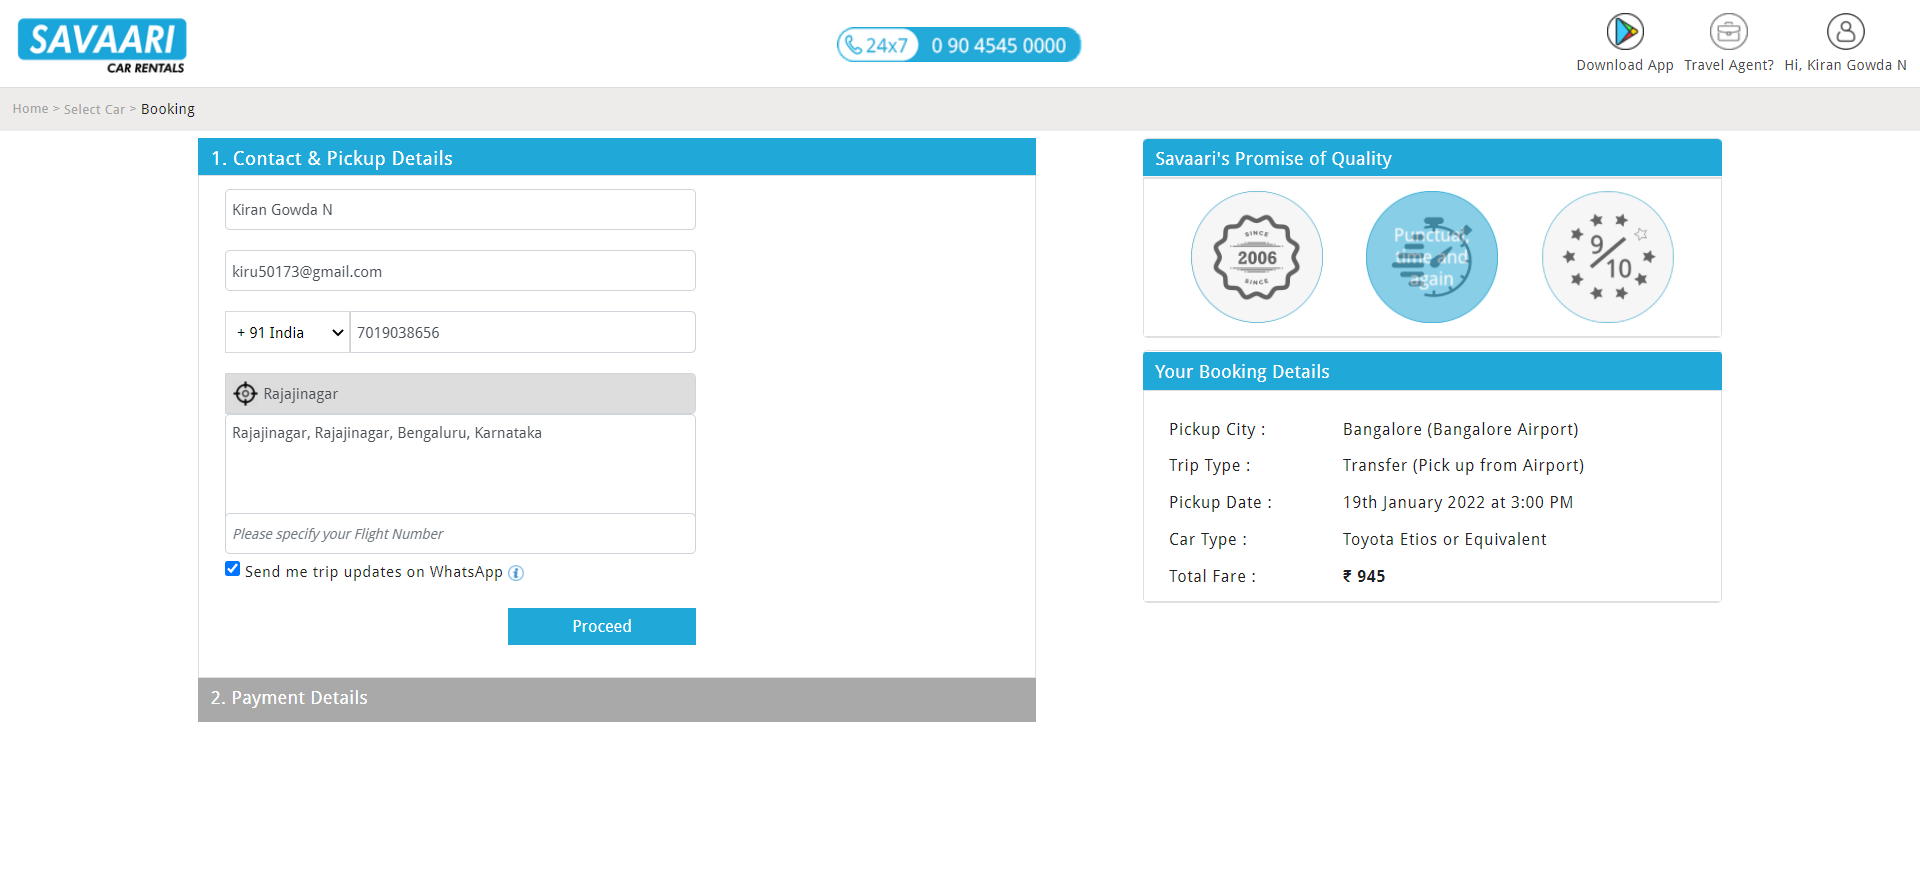 SAVAARI
CAR RENTALS
24x7 0 90 4545 0000
Download App
Travel Agent?
Hi, Kiran Gowda N
Home > Select Car > Booking
1. Contact & Pickup Details
Kiran Gowda N
kiru50173@gmail.com
+ 91 India
7019038656
Rajajinagar
Rajajinagar, Rajajinagar, Bengaluru, Karnataka
Please specify your Flight Number
Send me trip updates on WhatsApp i
Proceed
2. Payment Details
Savaari's Promise of Quality
SINCE
2006
SINCE
Punctual,
time and
again
9/10
Your Booking Details
Pickup City : Bangalore (Bangalore Airport)
Trip Type : Transfer (Pick up from Airport)
Pickup Date : 19th January 2022 at 3:00 PM
Car Type : Toyota Etios or Equivalent
Total Fare : ₹ 945